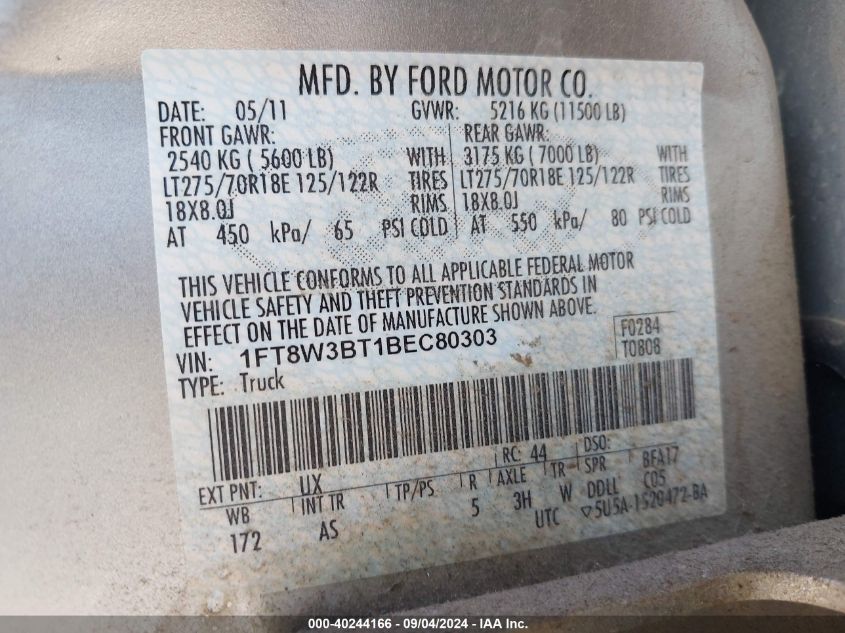 MFD. BY FORD MOTOR CO.
DATE: 05/11 GVWR: 5216 KG (11500 LB)
FRONT GAWR: REAR GAWR:
2540 KG ( 5600 LB) WITH 3175 KG ( 7000 LB) WITH
LT275/70R18E 125/122R TIRES LT275/70R18E 125/122R TIRES
18X8.0J RIMS 18X8.0J RIMS
AT 450 kPa/ 65 PSI COLD AT 550 kPa/ 80 PSI COLD
THIS VEHICLE CONFORMS TO ALL APPLICABLE FEDERAL MOTOR
VEHICLE SAFETY AND THEFT PREVENTION STANDARDS IN
EFFECT ON THE DATE OF MANUFACTURE SHOWN ABOVE.
VIN: 1FT8W3BT1BEC80303 F0284
TYPE: Truck T0808
EXT PNT: UX RC: 44 DSO:
WB INT TR TP/PS R AXLE TR SPR BFA17
172 AS 5 3H W DDLL C05
UTC ▽5U5A-1520472-BA
000-40244166 - 09/04/2024 - IAA Inc.